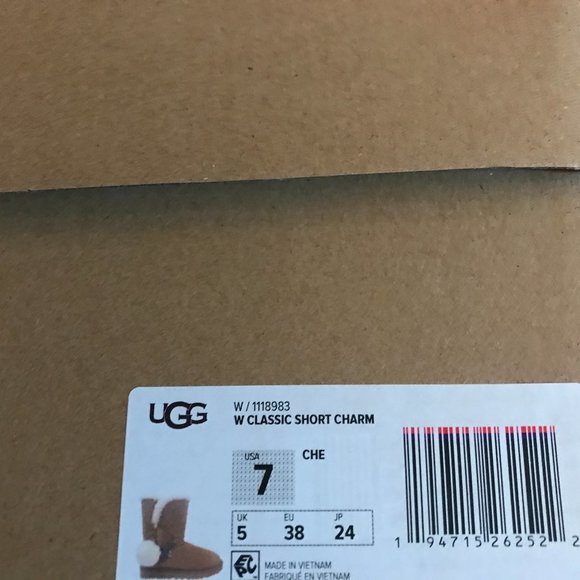 UGG
W / 1118983
W CLASSIC SHORT CHARM
USA
7
CHE
UK EU JP
5 38 24
1 94715 26252 2
MADE IN VIETNAM
FABRIQUÉ EN VIETNAM